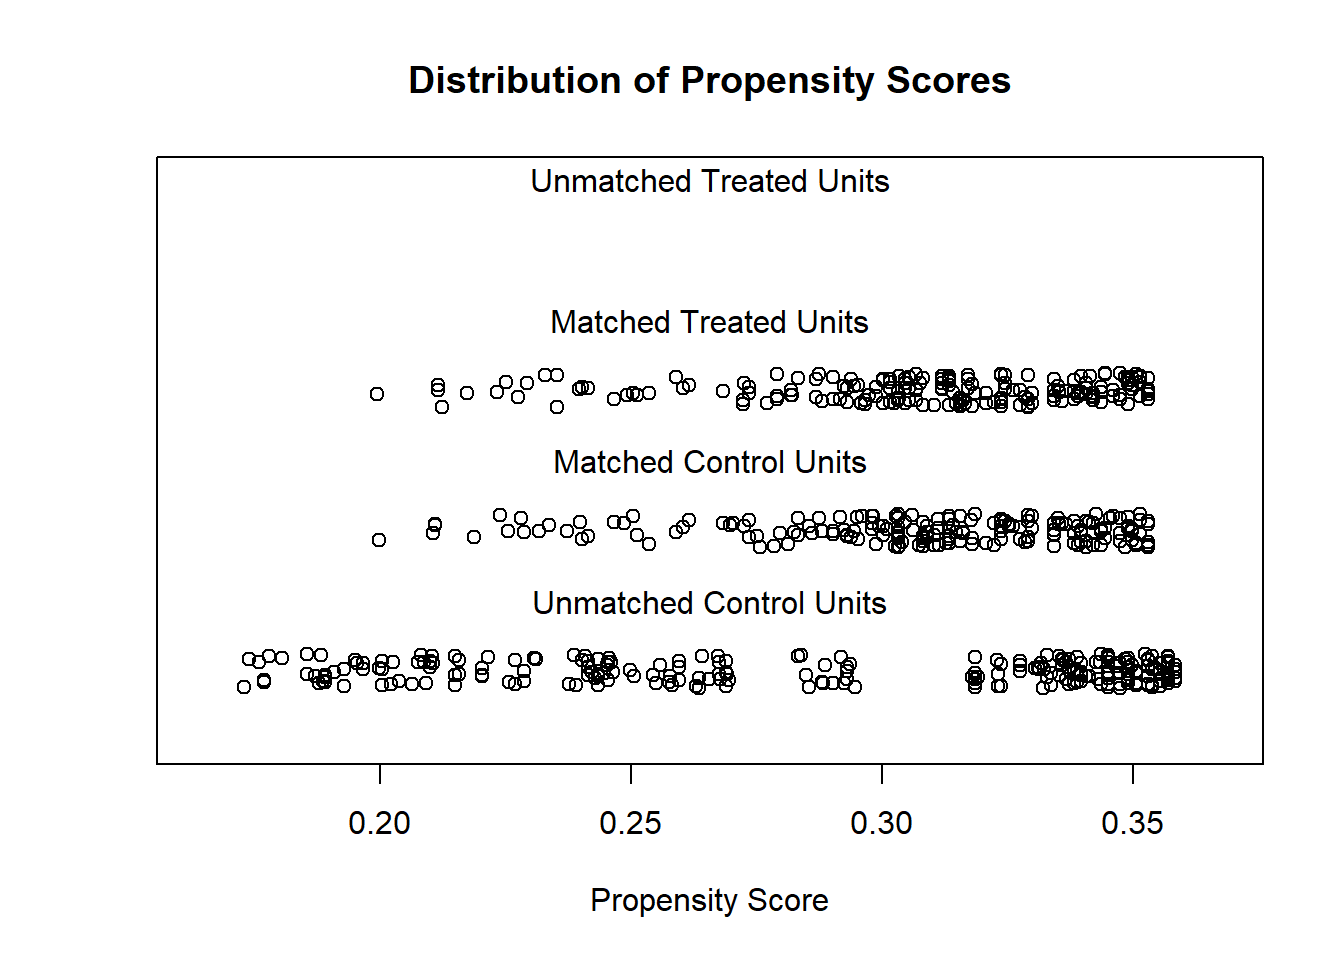 Distribution of Propensity Scores
Unmatched Treated Units
Matched Treated Units
Matched Control Units
Unmatched Control Units
0.20 0.25 0.30 0.35
Propensity Score